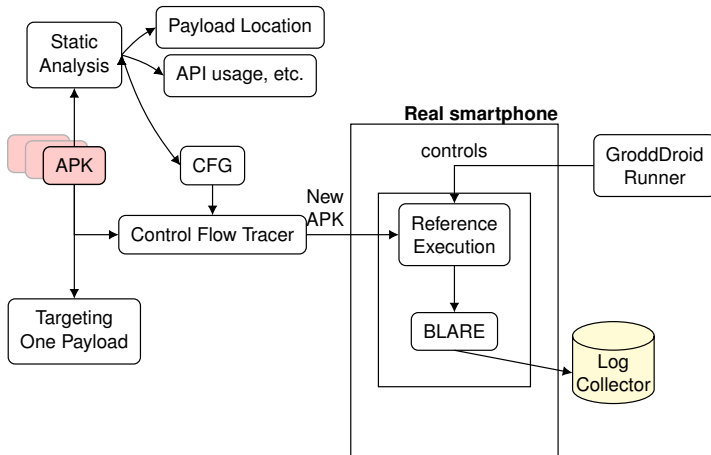 Payload Location
Static
Analysis
API usage, etc.
Real smartphone
controls
GroddDroid
Runner
APK
CFG
New
APK
Control Flow Tracer
Reference
Execution
Targeting
One Payload
BLARE
Log
Collector